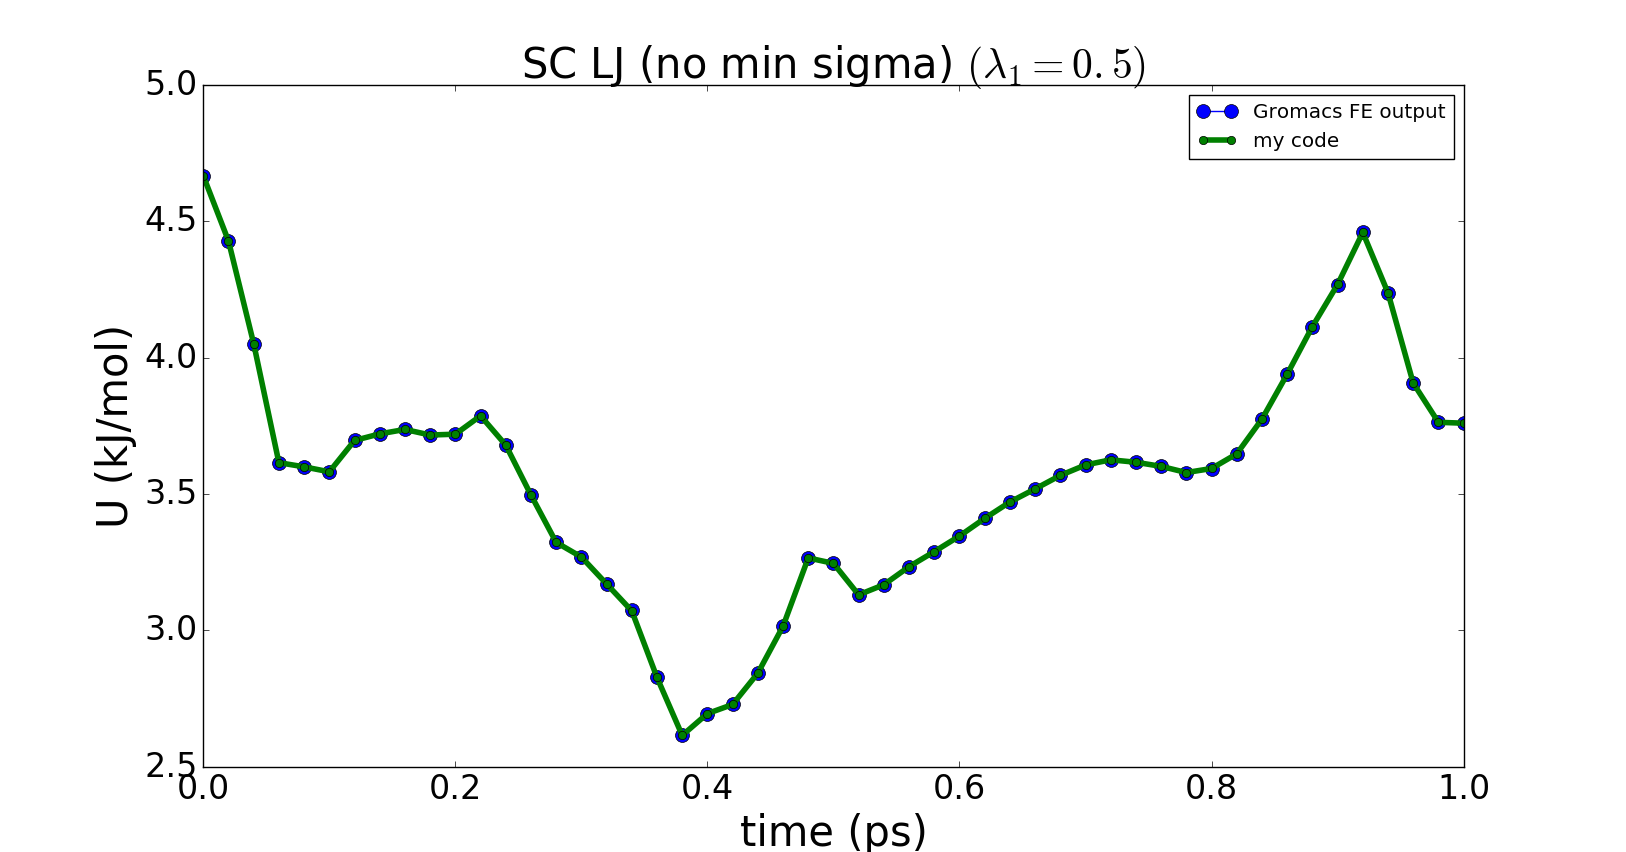 SC LJ (no min sigma) (λ₁ = 0.5)
Gromacs FE output
my code
5.0
4.5
4.0
3.5
3.0
2.5
U (kJ/mol)
0.0 0.2 0.4 0.6 0.8 1.0
time (ps)